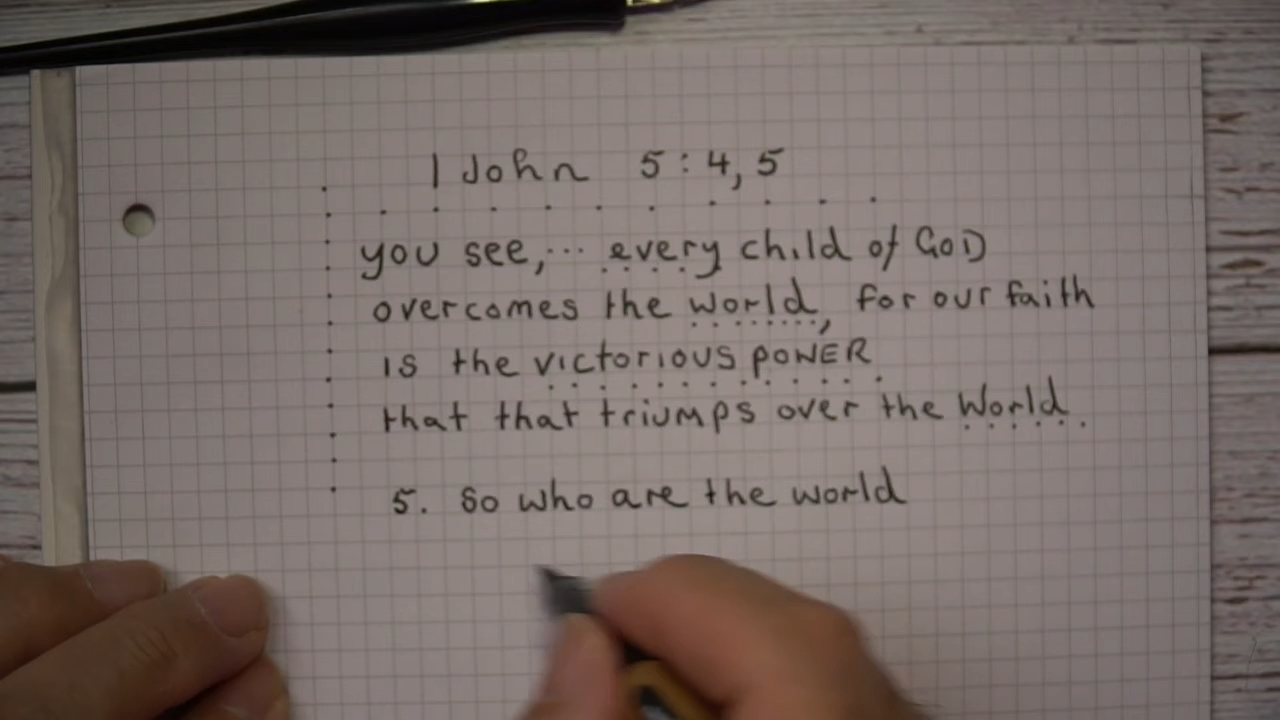 1 John 5:4,5
you see,... every child of GOD
overcomes the world, for our faith
is the victorious POWER
that that triumps over the World
5. So who are the world